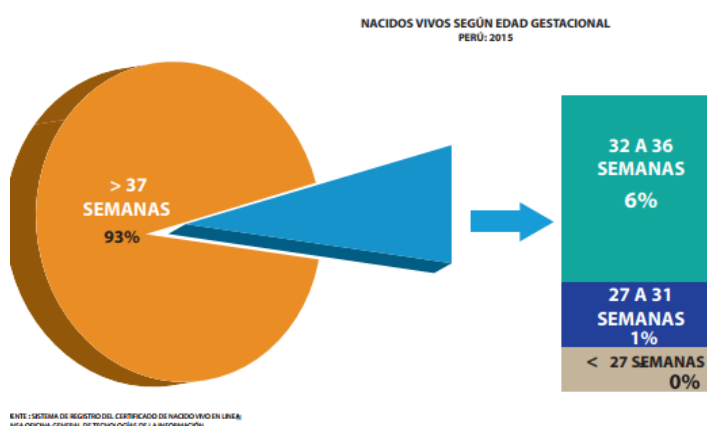 NACIDOS VIVOS SEGÚN EDAD GESTACIONAL
PERÚ: 2015
> 37
SEMANAS
93%
32 A 36
SEMANAS
6%
27 A 31
SEMANAS
1%
< 27 SEMANAS
0%
ENTE : SISTEMA DE REGISTRO DEL CERTIFICADO DE NACIDO VIVO EN LINEA;
OFICINA GENERAL DE TECNOLOGÍAS DE LA INFORMACIÓN